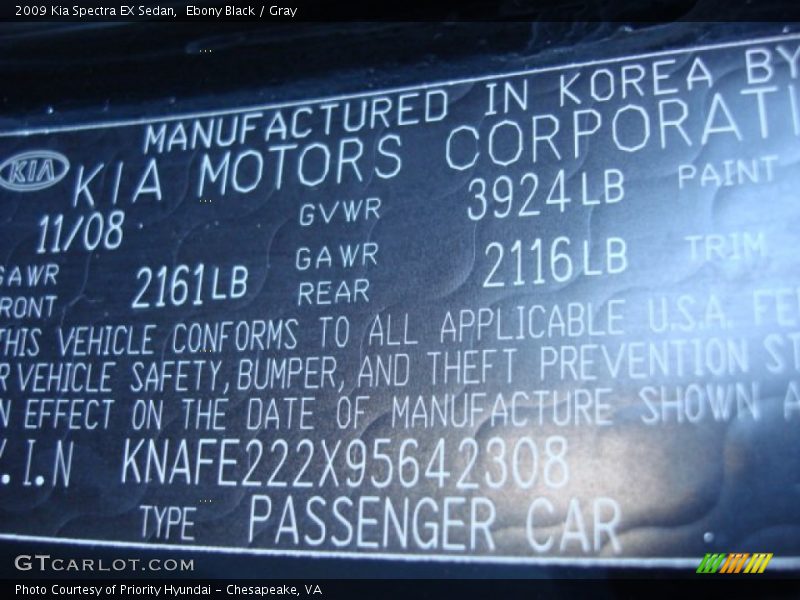 2009 Kia Spectra EX Sedan,  Ebony Black / Gray
MANUFACTURED IN KOREA BY
KIA KIA MOTORS CORPORATI
11/08 GVWR 3924LB PAINT
GAWR FRONT 2161LB GAWR REAR 2116LB TRIM
THIS VEHICLE CONFORMS TO ALL APPLICABLE U.S.A. FE
R VEHICLE SAFETY, BUMPER, AND THEFT PREVENTION ST
N EFFECT ON THE DATE OF MANUFACTURE SHOWN A
V.I.N KNAFE222X95642308
TYPE PASSENGER CAR
GTCARLOT.COM
Photo Courtesy of Priority Hyundai - Chesapeake, VA